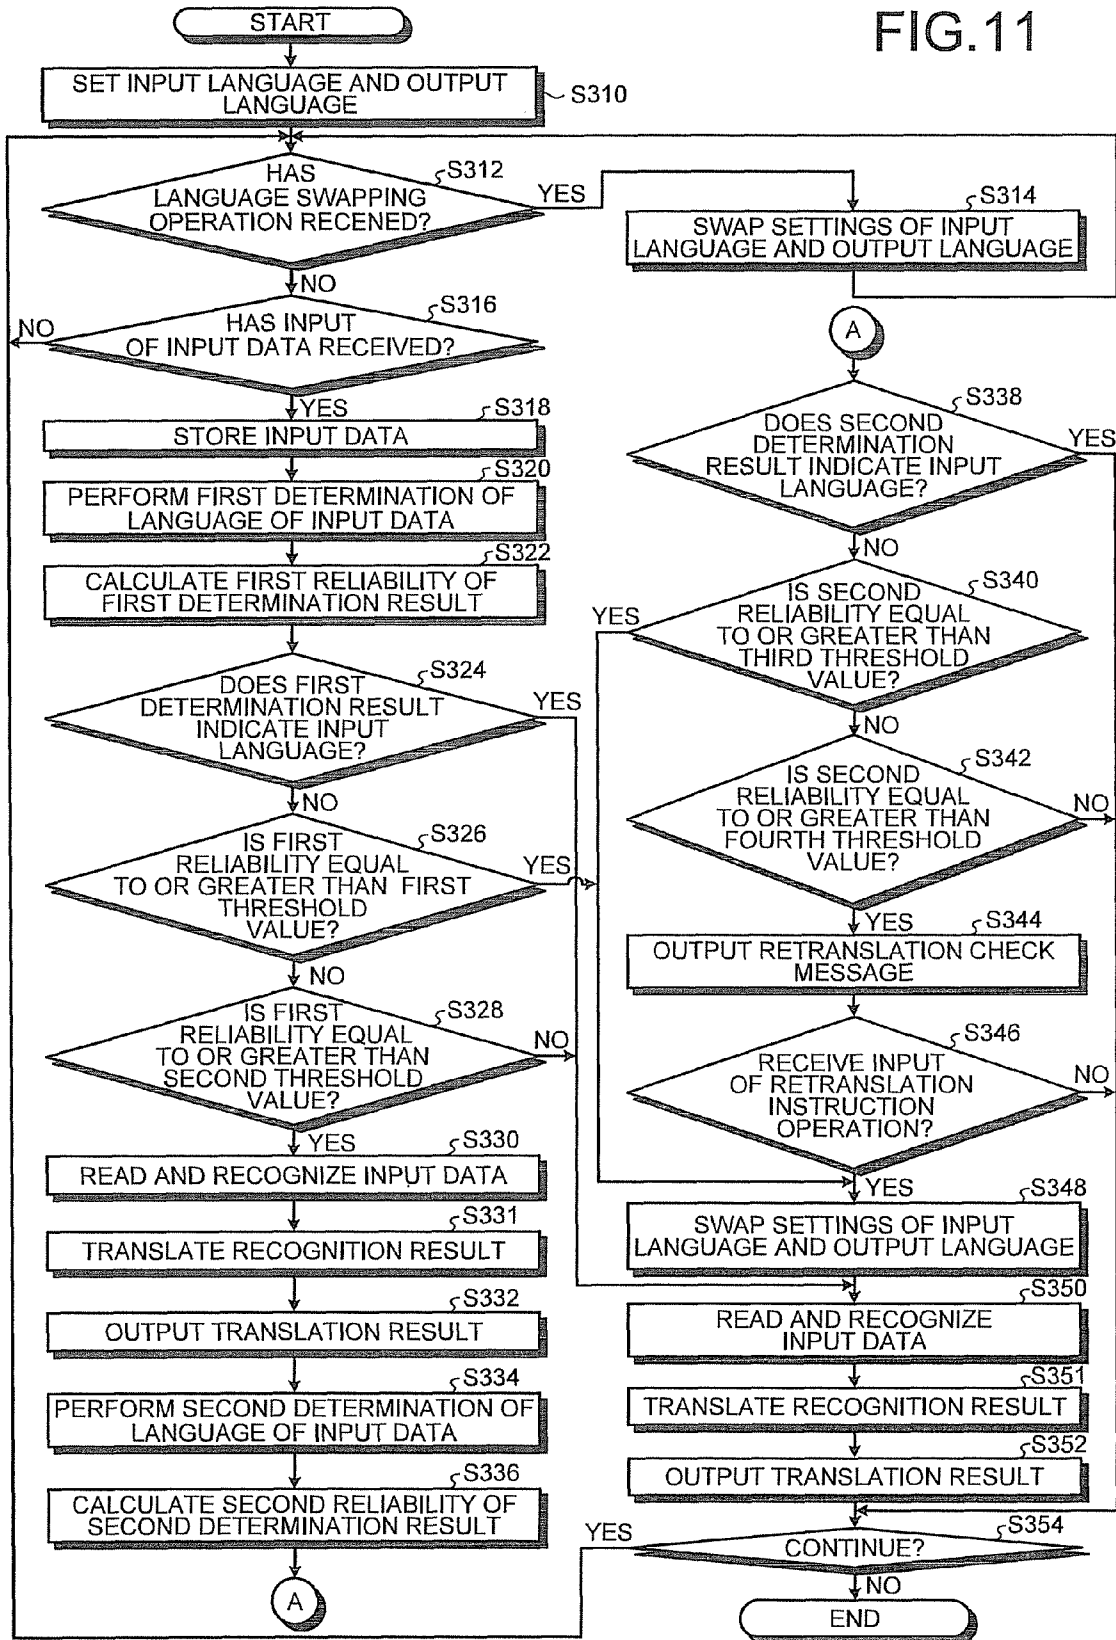 FIG.11
START
SET INPUT LANGUAGE AND OUTPUT
LANGUAGE
S310
HAS
LANGUAGE SWAPPING
OPERATION RECENED?
S312
YES
NO
SWAP SETTINGS OF INPUT
LANGUAGE AND OUTPUT LANGUAGE
S314
HAS INPUT
OF INPUT DATA RECEIVED?
S316
NO
YES
STORE INPUT DATA
S318
PERFORM FIRST DETERMINATION OF
LANGUAGE OF INPUT DATA
S320
CALCULATE FIRST RELIABILITY OF
FIRST DETERMINATION RESULT
S322
DOES FIRST
DETERMINATION RESULT
INDICATE INPUT
LANGUAGE?
S324
YES
NO
IS FIRST
RELIABILITY EQUAL
TO OR GREATER THAN FIRST
THRESHOLD
VALUE?
S326
YES
NO
IS FIRST
RELIABILITY EQUAL
TO OR GREATER THAN
SECOND THRESHOLD
VALUE?
S328
NO
YES
READ AND RECOGNIZE INPUT DATA
S330
TRANSLATE RECOGNITION RESULT
S331
OUTPUT TRANSLATION RESULT
S332
PERFORM SECOND DETERMINATION OF
LANGUAGE OF INPUT DATA
S334
CALCULATE SECOND RELIABILITY OF
SECOND DETERMINATION RESULT
S336
A
A
DOES SECOND
DETERMINATION
RESULT INDICATE INPUT
LANGUAGE?
S338
YES
NO
IS SECOND
RELIABILITY EQUAL
TO OR GREATER THAN
THIRD THRESHOLD
VALUE?
S340
YES
NO
IS SECOND
RELIABILITY EQUAL
TO OR GREATER THAN
FOURTH THRESHOLD
VALUE?
S342
NO
YES
OUTPUT RETRANSLATION CHECK
MESSAGE
S344
RECEIVE INPUT
OF RETRANSLATION
INSTRUCTION
OPERATION?
S346
NO
YES
SWAP SETTINGS OF INPUT
LANGUAGE AND OUTPUT LANGUAGE
S348
READ AND RECOGNIZE
INPUT DATA
S350
TRANSLATE RECOGNITION RESULT
S351
OUTPUT TRANSLATION RESULT
S352
CONTINUE?
S354
YES
NO
END